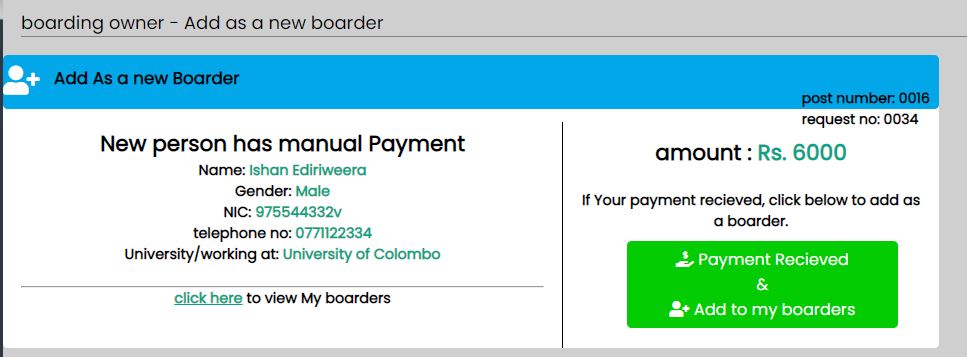 boarding owner - Add as a new boarder
Add As a new Boarder
post number: 0016
request no: 0034
New person has manual Payment
Name: Ishan Ediriweera
Gender: Male
NIC: 975544332v
telephone no: 0771122334
University/working at: University of Colombo
click here to view My boarders
amount : Rs. 6000
If Your payment recieved, click below to add as
a boarder.
Payment Recieved
&
Add to my boarders